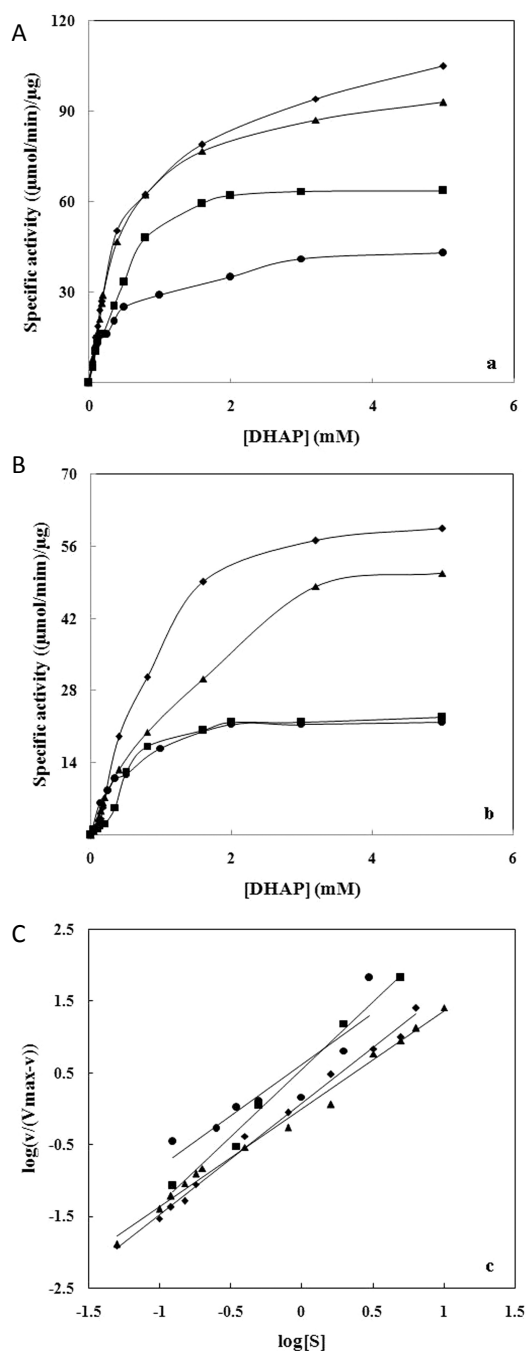 A
120
90
60
30
0 2 4 6
Specific activity ((μmol/min)/μg)
[DHAP] (mM)
a
B
70
56
42
28
14
0 2 4 6
Specific activity ((μmol/mim)/μg
[DHAP] (mM)
b
C
2.5
1.5
0.5
-0.5
-1.5
-2.5
-1.5 -1 -0.5 0 0.5 1 1.5
log(v/(Vmax-v))
log[S]
c